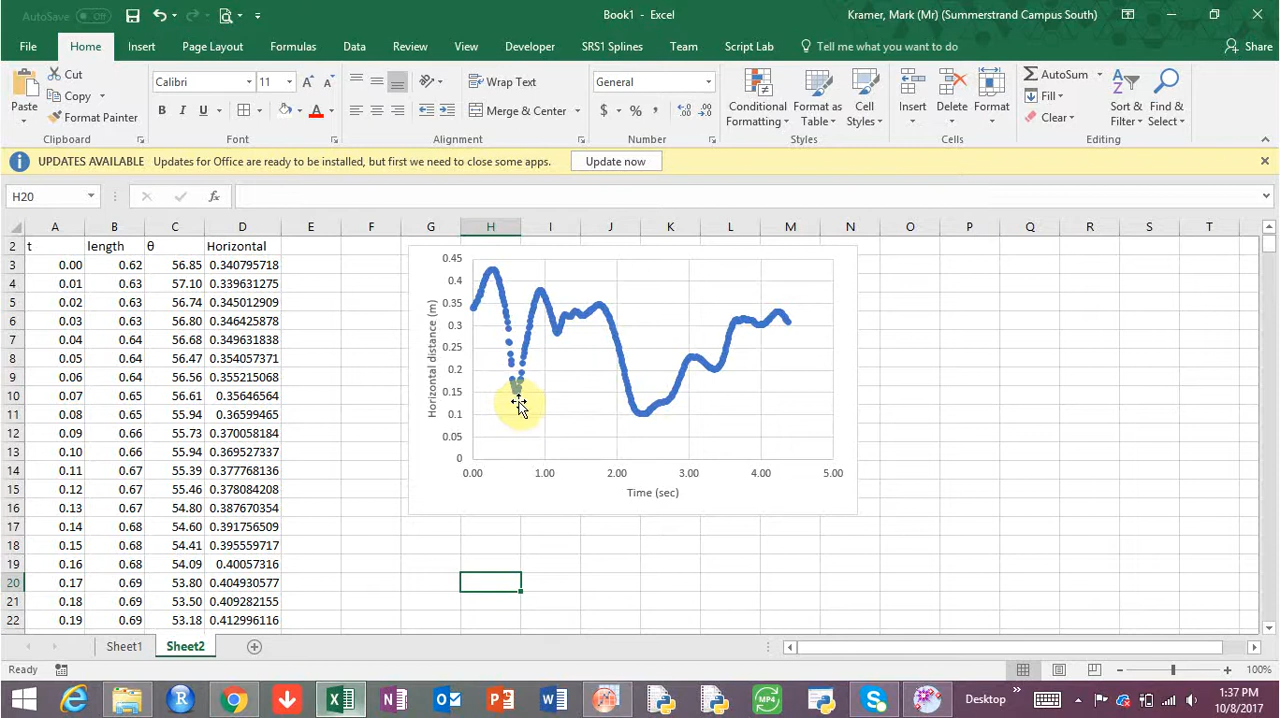 AutoSave Off
Book1 - Excel
Kramer, Mark (Mr) (Summerstrand Campus South)
File Home Insert Page Layout Formulas Data Review View Developer SRS1 Splines Team Script Lab Tell me what you want to do Share
Paste
Cut
Copy
Format Painter
Clipboard
Calibri 11
B I U A
Font
Wrap Text
Merge & Center
Alignment
General
$ % ,
Number
Conditional Formatting
Format as Table
Cell Styles
Styles
Insert Delete Format
Cells
AutoSum
Fill
Clear
Sort & Filter
Find & Select
Editing
UPDATES AVAILABLE Updates for Office are ready to be installed, but first we need to close some apps. Update now
H20 fx
A B C D E F G H I J K L M N O P Q R S T
2 t length θ Horizontal
3 0.00 0.62 56.85 0.340795718
4 0.01 0.63 57.10 0.339631275
5 0.02 0.63 56.74 0.345012909
6 0.03 0.63 56.80 0.346425878
7 0.04 0.64 56.68 0.349631838
8 0.05 0.64 56.47 0.354057371
9 0.06 0.64 56.56 0.355215068
10 0.07 0.65 56.61 0.35646564
11 0.08 0.65 55.94 0.36599465
12 0.09 0.66 55.73 0.370058184
13 0.10 0.66 55.94 0.369527337
14 0.11 0.67 55.39 0.377768136
15 0.12 0.67 55.46 0.378084208
16 0.13 0.67 54.80 0.387670354
17 0.14 0.68 54.60 0.391756509
18 0.15 0.68 54.41 0.395559717
19 0.16 0.68 54.09 0.40057316
20 0.17 0.69 53.80 0.404930577
21 0.18 0.69 53.50 0.409282155
22 0.19 0.69 53.18 0.412996116
Horizontal distance (m)
0.45
0.4
0.35
0.3
0.25
0.2
0.15
0.1
0.05
0
0.00 1.00 2.00 3.00 4.00 5.00
Time (sec)
Sheet1 Sheet2
Ready
100%
Desktop
1:37 PM
10/8/2017